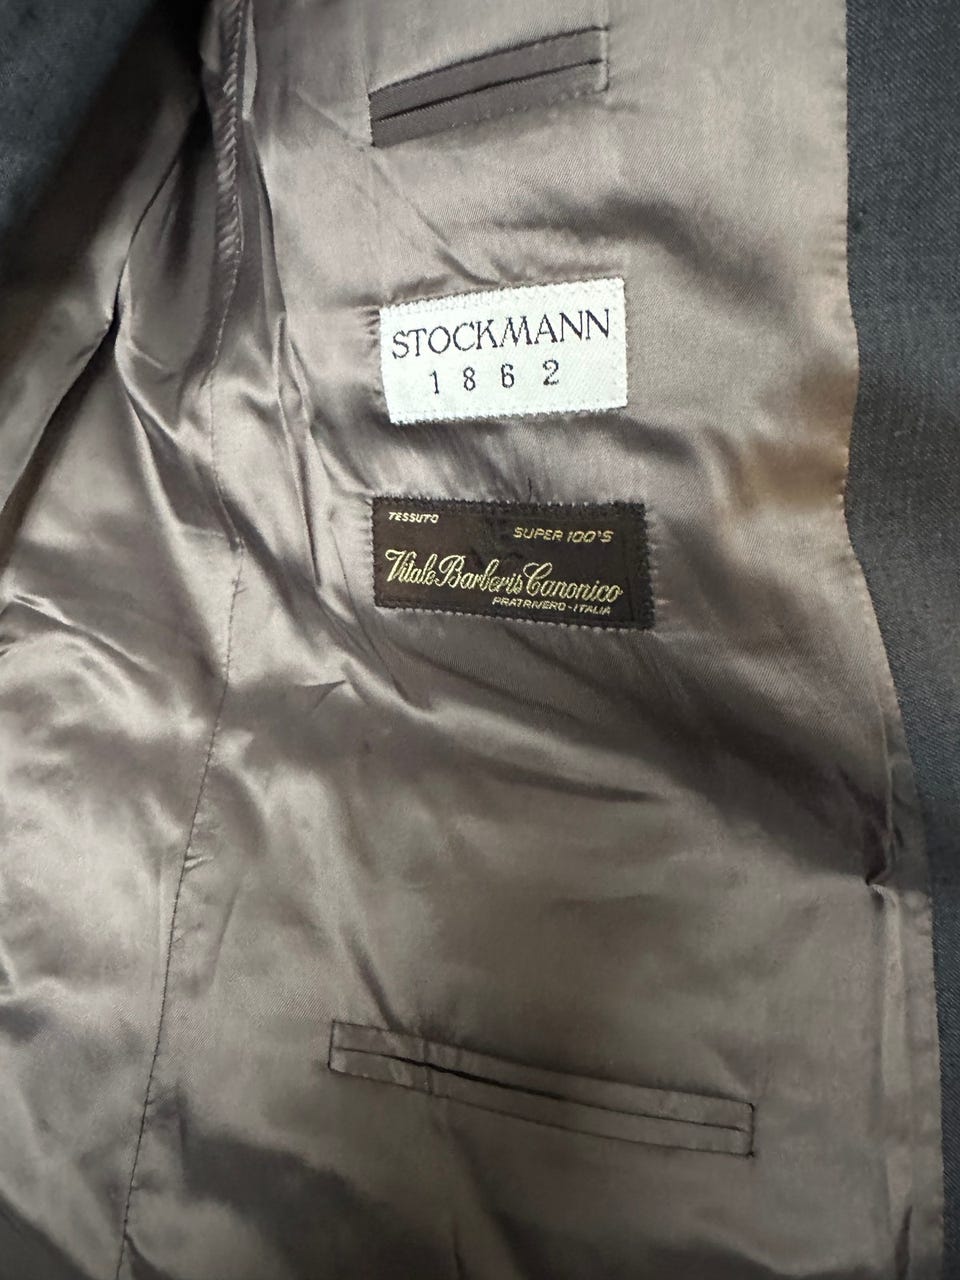 STOCKMANN
1862
TESSUTO
SUPER 100'S
Vitale Barberis Canonico
PRATRIVERO-ITALIA